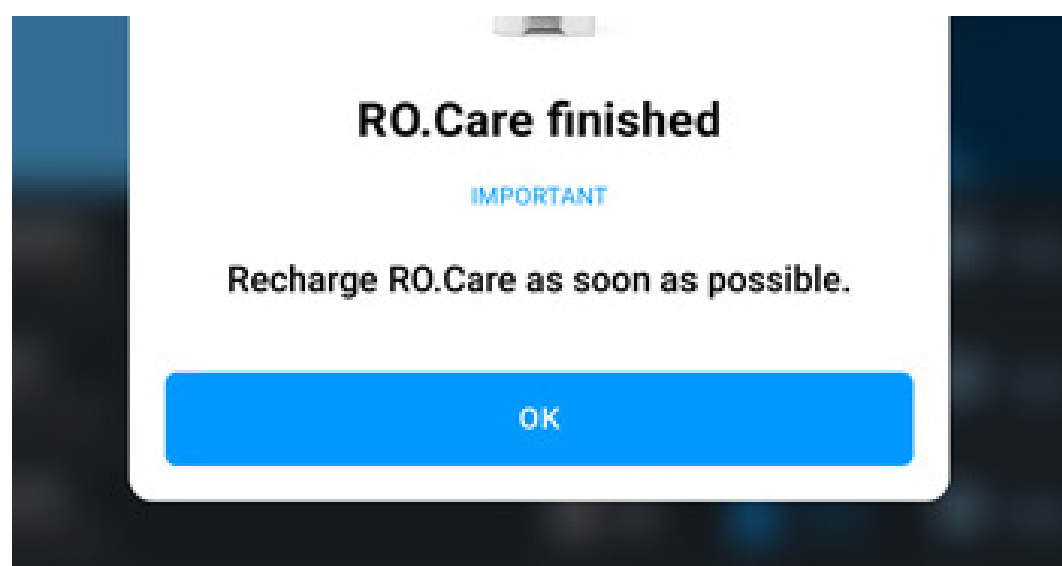 RO.Care finished
IMPORTANT
Recharge RO.Care as soon as possible.
OK